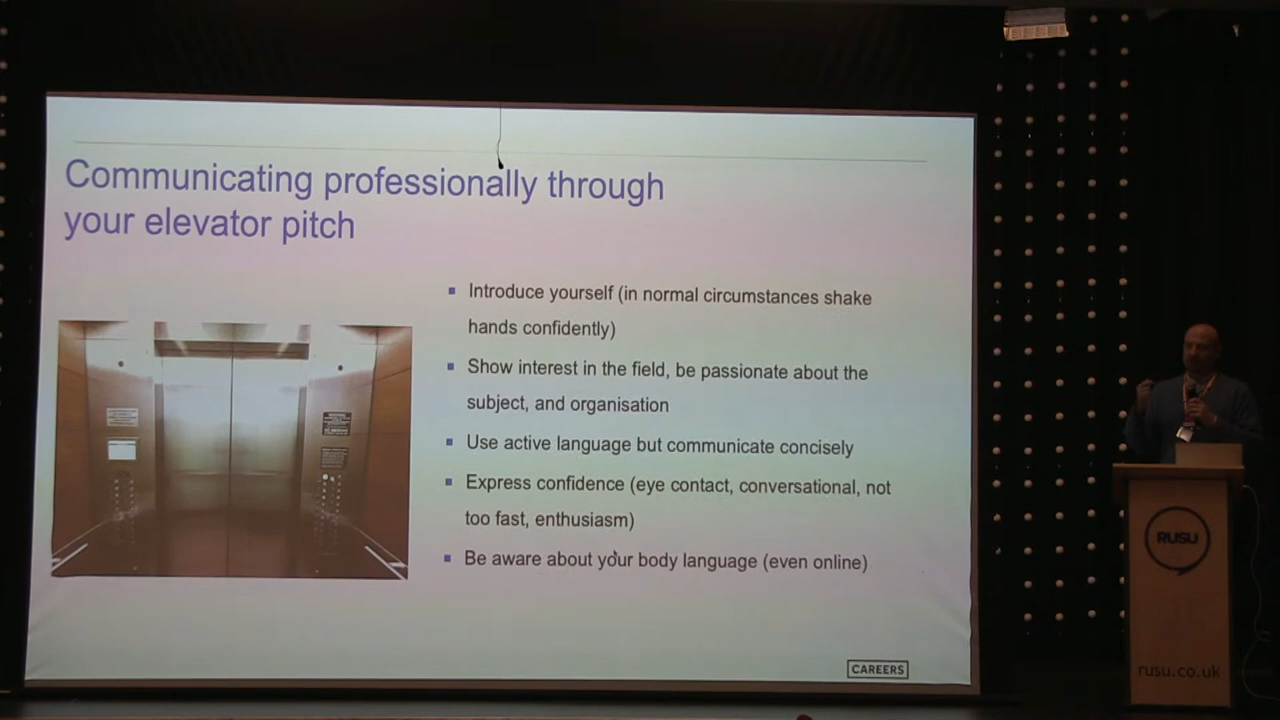 Communicating professionally through
your elevator pitch
Introduce yourself (in normal circumstances shake
hands confidently)
Show interest in the field, be passionate about the
subject, and organisation
Use active language but communicate concisely
Express confidence (eye contact, conversational, not
too fast, enthusiasm)
Be aware about your body language (even online)
CAREERS
RUSU
rusu.co.uk